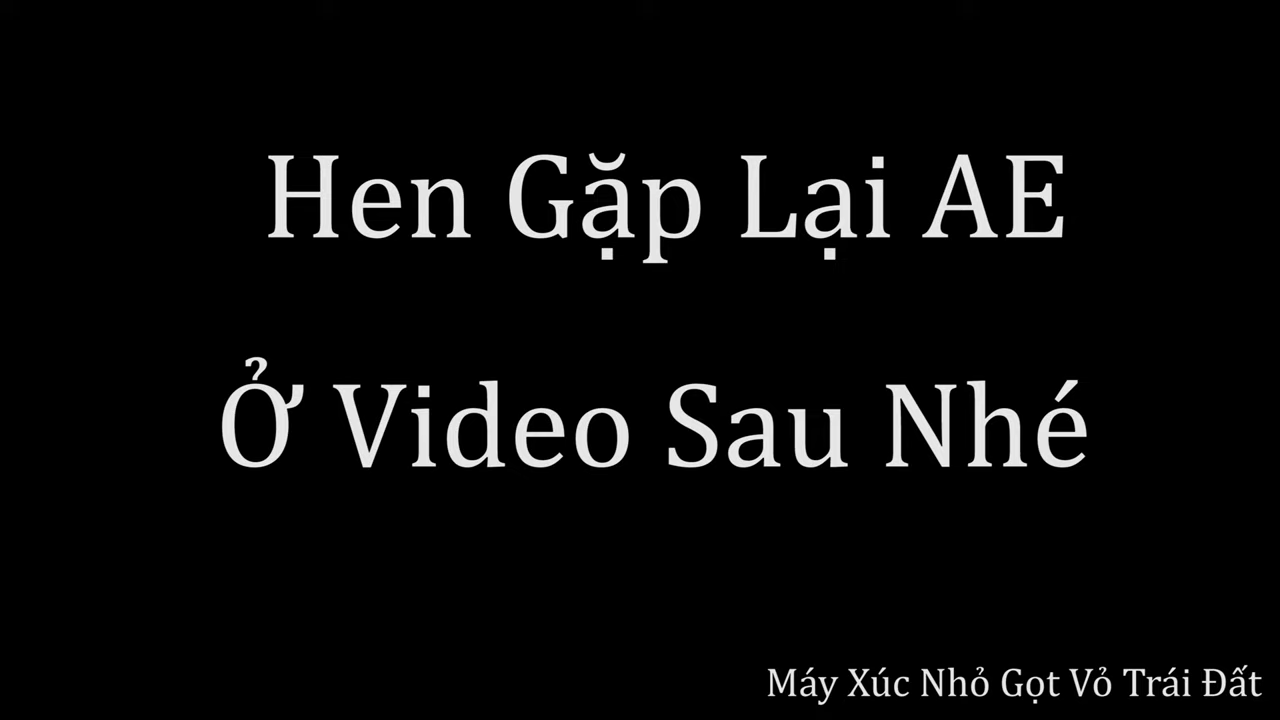 Hen Gặp Lại AE
Ở Video Sau Nhé
Máy Xúc Nhỏ Gọt Vỏ Trái Đất